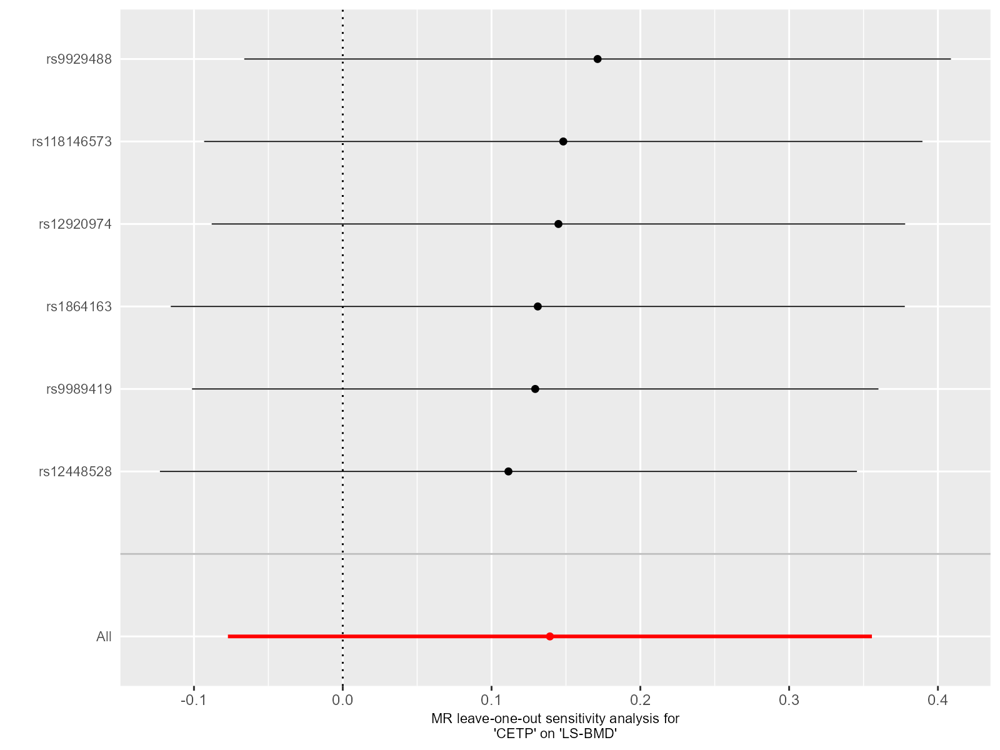 rs9929488
rs118146573
rs12920974
rs1864163
rs9989419
rs12448528
All
-0.1 0.0 0.1 0.2 0.3 0.4
MR leave-one-out sensitivity analysis for
'CETP' on 'LS-BMD'